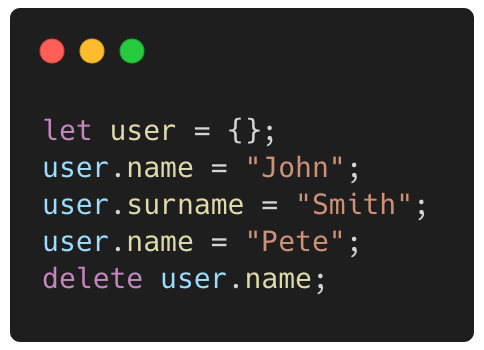 let user = {};
user.name = "John";
user.surname = "Smith";
user.name = "Pete";
delete user.name;